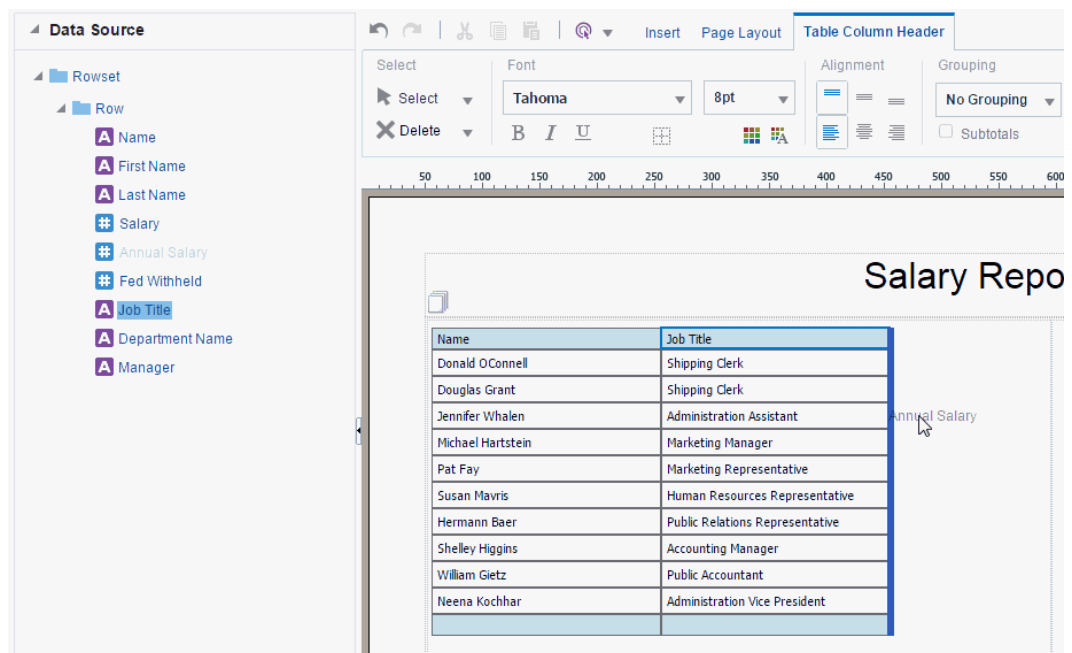 Data Source
Rowset
Row
A Name
A First Name
A Last Name
# Salary
# Annual Salary
# Fed Withheld
A Job Title
A Department Name
A Manager
Insert Page Layout Table Column Header
Select Font Alignment Grouping
Select Tahoma 8pt No Grouping
Delete B I U A Subtotals
50 100 150 200 250 300 350 400 450 500 550 600
Salary Repo
Name Job Title
Donald OConnell Shipping Clerk
Douglas Grant Shipping Clerk
Jennifer Whalen Administration Assistant Annual Salary
Michael Hartstein Marketing Manager
Pat Fay Marketing Representative
Susan Mavris Human Resources Representative
Hermann Baer Public Relations Representative
Shelley Higgins Accounting Manager
William Gietz Public Accountant
Neena Kochhar Administration Vice President